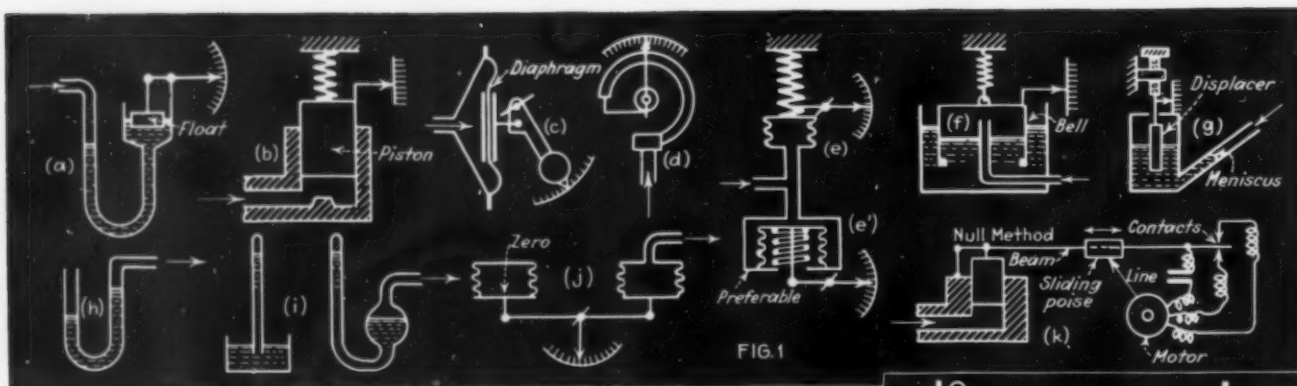 (a)
Float
(b)
Piston
Diaphragm
(c)
(d)
(e)
(e')
Preferable
(f)
Bell
(g)
Displacer
Meniscus
(h)
(i)
Zero
(j)
FIG.1
Null Method
Beam
Sliding
poise
Line
Contacts
(k)
Motor